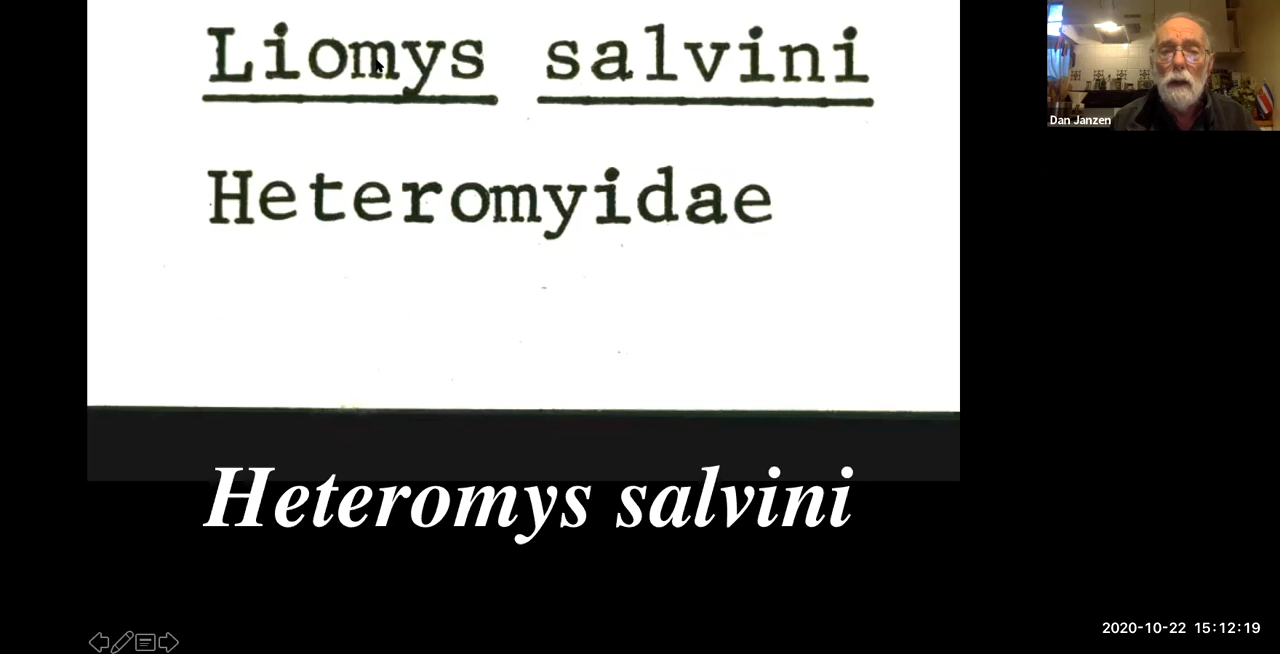 Liomys salvini
Heteromyidae
Heteromys salvini
Dan Janzen
2020-10-22 15:12:19